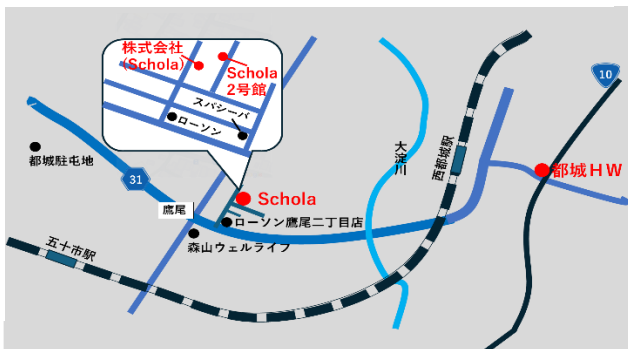 株式会社
(Schola)
Schola
2号館
スパシーバ
ローソン
10
都城駐屯地
31
鷹尾
Schola
ローソン鷹尾二丁目店
森山ウェルライフ
五十市駅
大淀川
西都城駅
都城HW